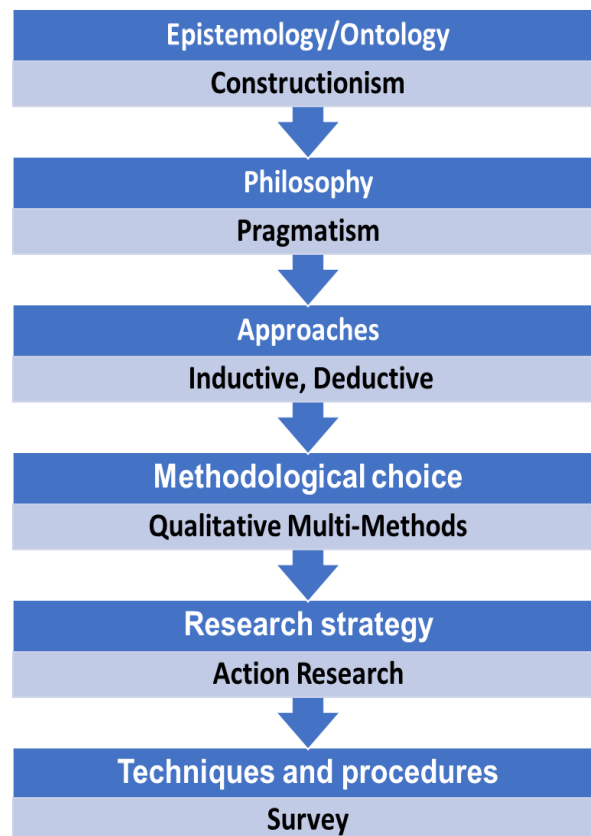 Epistemology/Ontology
Constructionism
Philosophy
Pragmatism
Approaches
Inductive, Deductive
Methodological choice
Qualitative Multi-Methods
Research strategy
Action Research
Techniques and procedures
Survey